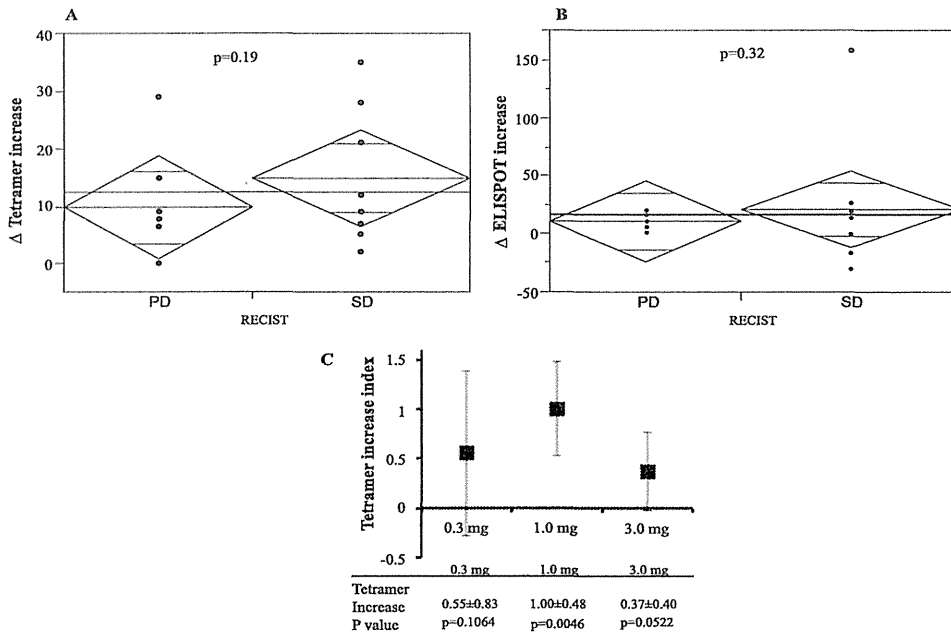 A
p=0.19
Δ Tetramer increase
40
30
20
10
0
PD SD
RECIST
B
p=0.32
Δ ELISPOT increase
150
100
50
0
-50
PD SD
RECIST
C
Tetramer increase index
1.5
1
0.5
0
-0.5
0.3 mg 1.0 mg 3.0 mg
0.3 mg 1.0 mg 3.0 mg
Tetramer
Increase 0.55±0.83 1.00±0.48 0.37±0.40
P value p=0.1064 p=0.0046 p=0.0522